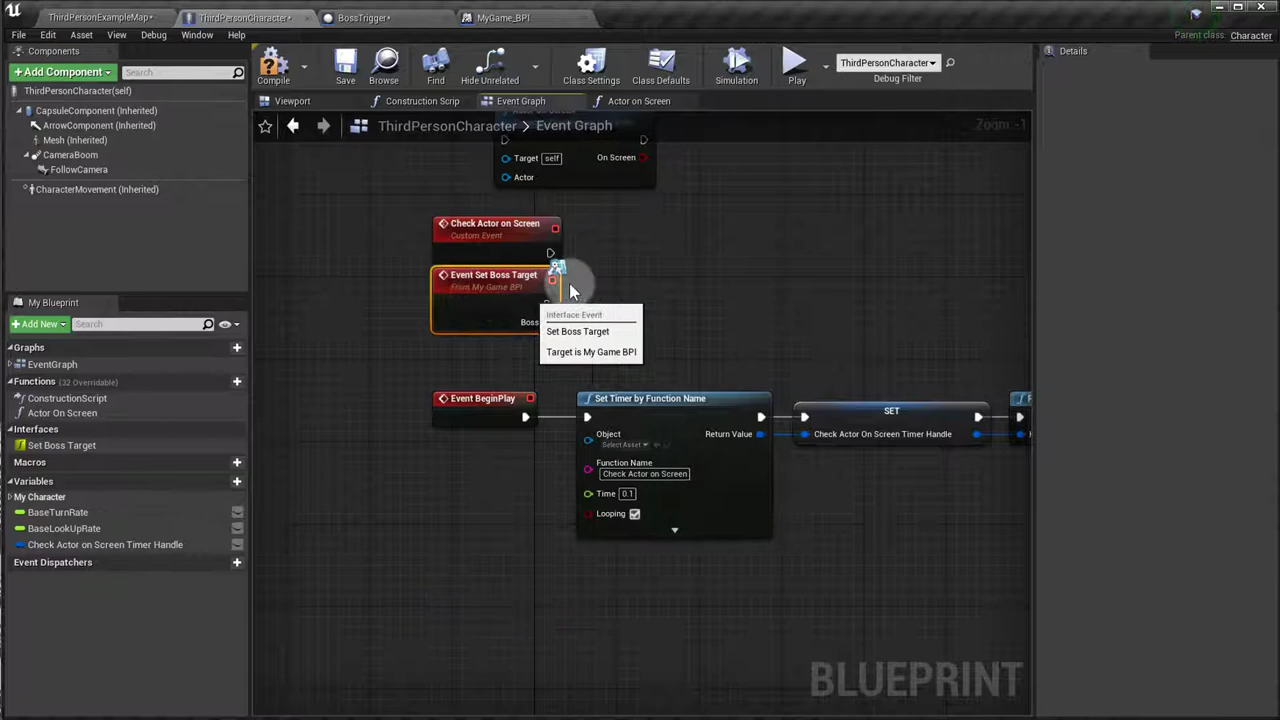 ThirdPersonExampleMap*
ThirdPersonCharacter*
BossTrigger*
MyGame_BPI
File
Edit
Asset
View
Debug
Window
Help
Parent class:
Character
Components
Add Component
Search
ThirdPersonCharacter(self)
CapsuleComponent (Inherited)
ArrowComponent (Inherited)
Mesh (Inherited)
CameraBoom
FollowCamera
CharacterMovement (Inherited)
My Blueprint
Add New
Search
Graphs
EventGraph
Functions (32 Overridable)
ConstructionScript
Actor On Screen
Interfaces
Set Boss Target
Macros
Variables
My Character
BaseTurnRate
BaseLookUpRate
Check Actor on Screen Timer Handle
Event Dispatchers
Compile
Save
Browse
Find
Hide Unrelated
Class Settings
Class Defaults
Simulation
Play
ThirdPersonCharacter
Debug Filter
Viewport
Construction Scrip
Event Graph
Actor on Screen
ThirdPersonCharacter > Event Graph
Zoom -1
Target self
On Screen
Actor
Check Actor on Screen
Custom Event
Event Set Boss Target
From My Game BPI
Boss
Interface Event
Set Boss Target
Target is My Game BPI
Event BeginPlay
Set Timer by Function Name
Object
Select Asset
Return Value
Function Name
Check Actor on Screen
Time 0.1
Looping
SET
Check Actor On Screen Timer Handle
BLUEPRINT
Details